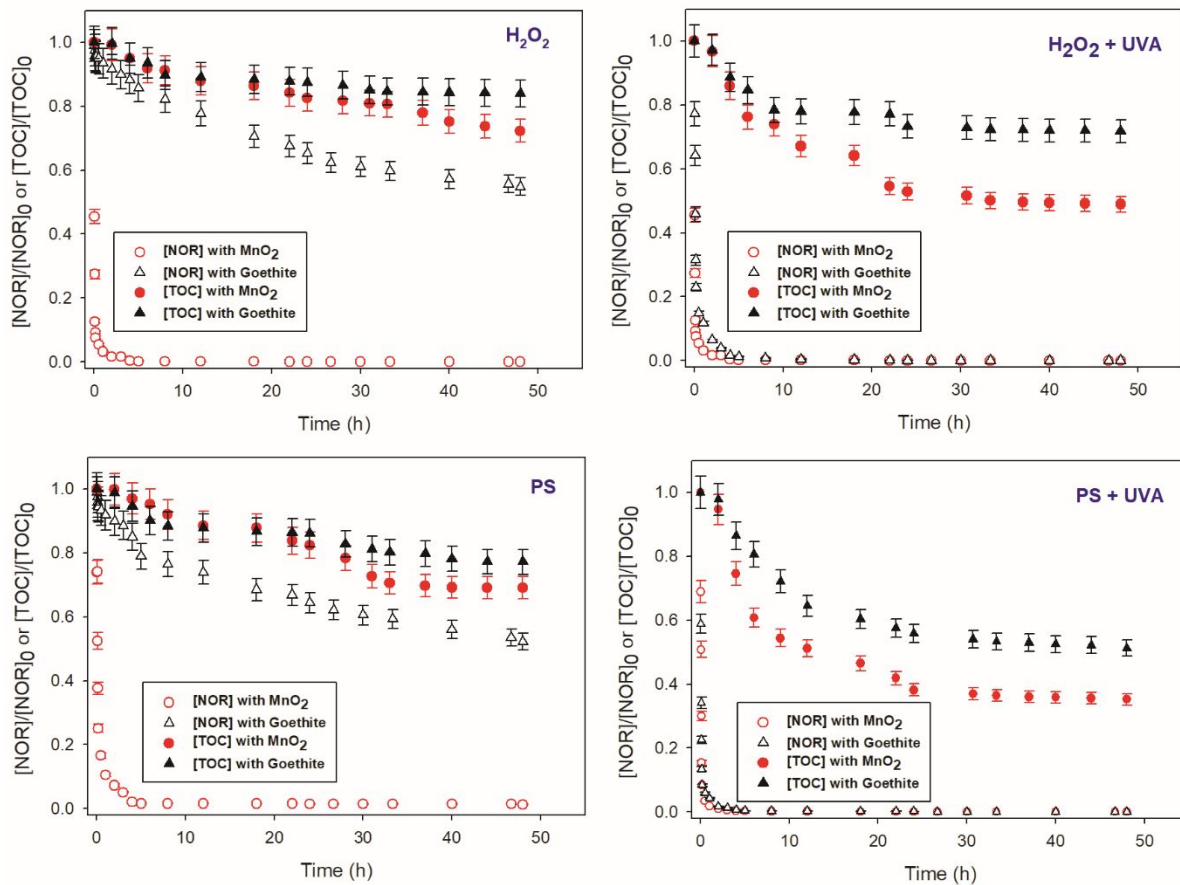 [NOR]/[NOR]0 or [TOC]/[TOC]0
1.0
0.8
0.6
0.4
0.2
0.0
H2O2
[NOR] with MnO2
[NOR] with Goethite
[TOC] with MnO2
[TOC] with Goethite
0 10 20 30 40 50
Time (h)
[NOR]/[NOR]0 or [TOC]/[TOC]0
1.0
0.8
0.6
0.4
0.2
0.0
H2O2 + UVA
[NOR] with MnO2
[NOR] with Goethite
[TOC] with MnO2
[TOC] with Goethite
0 10 20 30 40 50
Time (h)
[NOR]/[NOR]0 or [TOC]/[TOC]0
1.0
0.8
0.6
0.4
0.2
0.0
PS
[NOR] with MnO2
[NOR] with Goethite
[TOC] with MnO2
[TOC] with Goethite
0 10 20 30 40 50
Time (h)
[NOR]/[NOR]0 or [TOC]/[TOC]0
1.0
0.8
0.6
0.4
0.2
0.0
PS + UVA
[NOR] with MnO2
[NOR] with Goethite
[TOC] with MnO2
[TOC] with Goethite
0 10 20 30 40 50
Time (h)